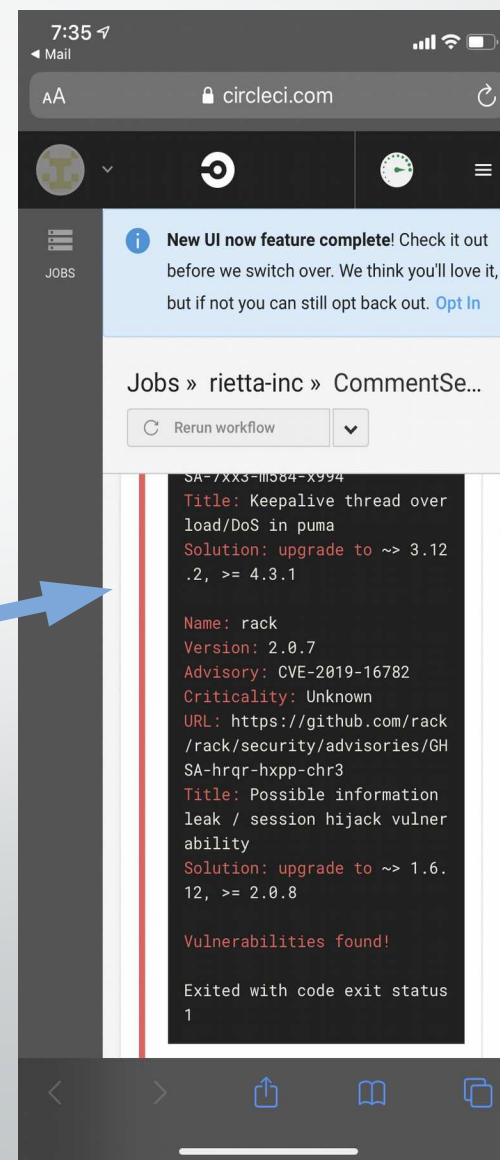 7:35
◀ Mail
AA circleci.com
JOBS
New UI now feature complete! Check it out
before we switch over. We think you'll love it,
but if not you can still opt back out. Opt In
Jobs » rietta-inc » CommentSe...
Rerun workflow
SA-7xx3-m584-x994
Title: Keepalive thread over
load/DoS in puma
Solution: upgrade to ~> 3.12
.2, >= 4.3.1
Name: rack
Version: 2.0.7
Advisory: CVE-2019-16782
Criticality: Unknown
URL: https://github.com/rack
/rack/security/advisories/GH
SA-hrqr-hxpp-chr3
Title: Possible information
leak / session hijack vulner
ability
Solution: upgrade to ~> 1.6.
12, >= 2.0.8
Vulnerabilities found!
Exited with code exit status
1